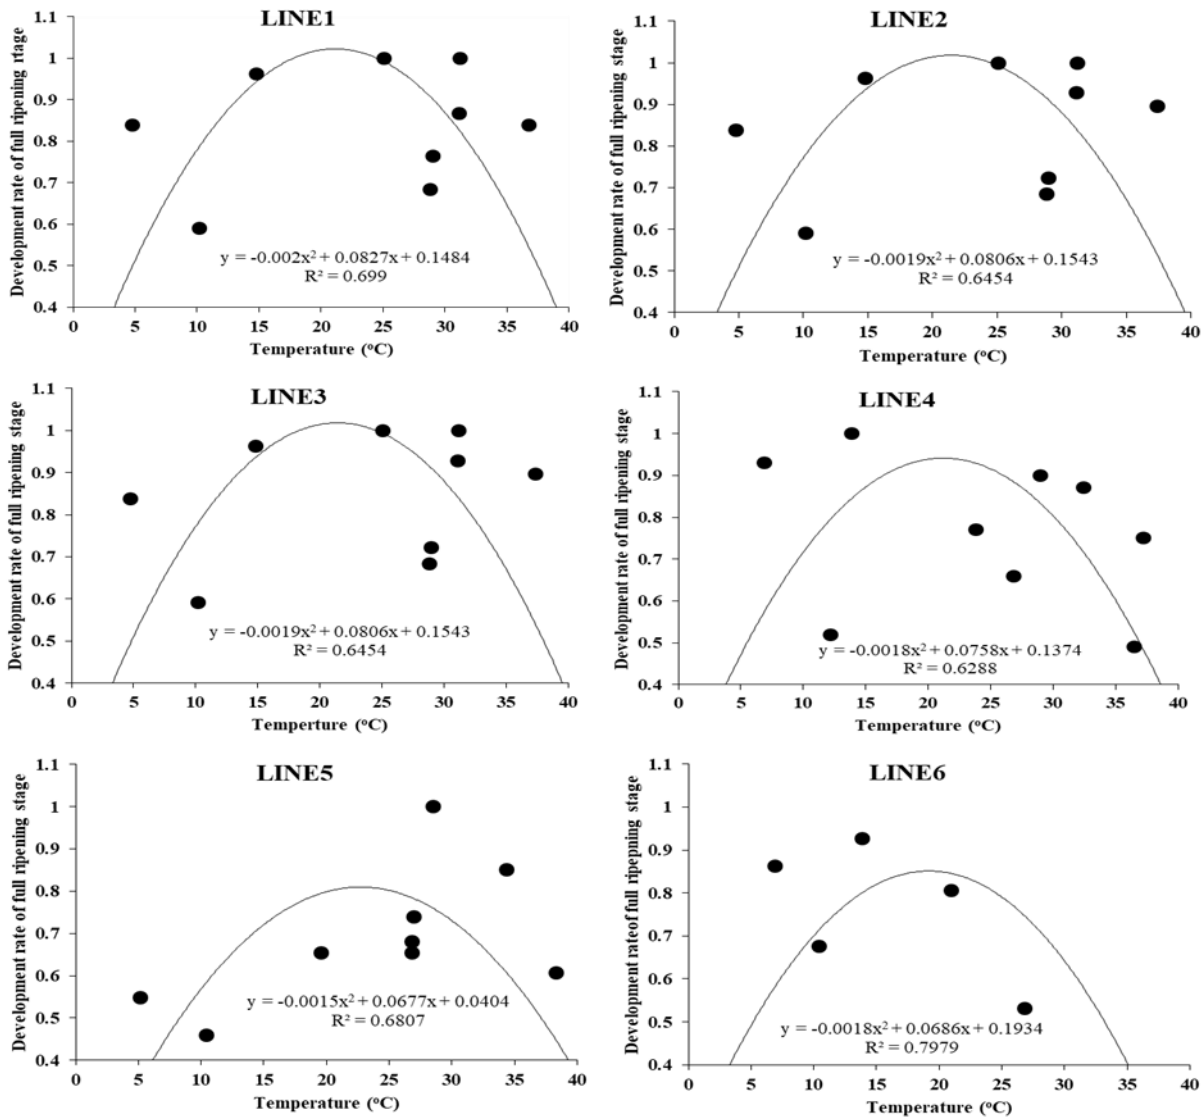 LINE1
Development rate of full ripening rtage
1.1
1
0.9
0.8
0.7
0.6
0.5
0.4
y = -0.002x² + 0.0827x + 0.1484
R² = 0.699
0 5 10 15 20 25 30 35 40
Temperature (ºC)
LINE2
Development rate of full ripening stage
1.1
1
0.9
0.8
0.7
0.6
0.5
0.4
y = -0.0019x² + 0.0806x + 0.1543
R² = 0.6454
0 5 10 15 20 25 30 35 40
Temperature (ºC)
LINE3
Development rate of full ripening stage
1.1
1
0.9
0.8
0.7
0.6
0.5
0.4
y = -0.0019x² + 0.0806x + 0.1543
R² = 0.6454
0 5 10 15 20 25 30 35 40
Temperture (ºC)
LINE4
Development rate of full ripening stage
1.1
1
0.9
0.8
0.7
0.6
0.5
0.4
y = -0.0018x² + 0.0758x + 0.1374
R² = 0.6288
0 5 10 15 20 25 30 35 40
Temperature (ºC)
LINE5
Development rate of full ripening stage
1.1
1
0.9
0.8
0.7
0.6
0.5
0.4
y = -0.0015x² + 0.0677x + 0.0404
R² = 0.6807
0 5 10 15 20 25 30 35 40
Temperature (ºC)
LINE6
Development rateof full ripepning stage
1.1
1
0.9
0.8
0.7
0.6
0.5
0.4
y = -0.0018x² + 0.0686x + 0.1934
R² = 0.7979
0 5 10 15 20 25 30 35 40
Temperature (ºC)